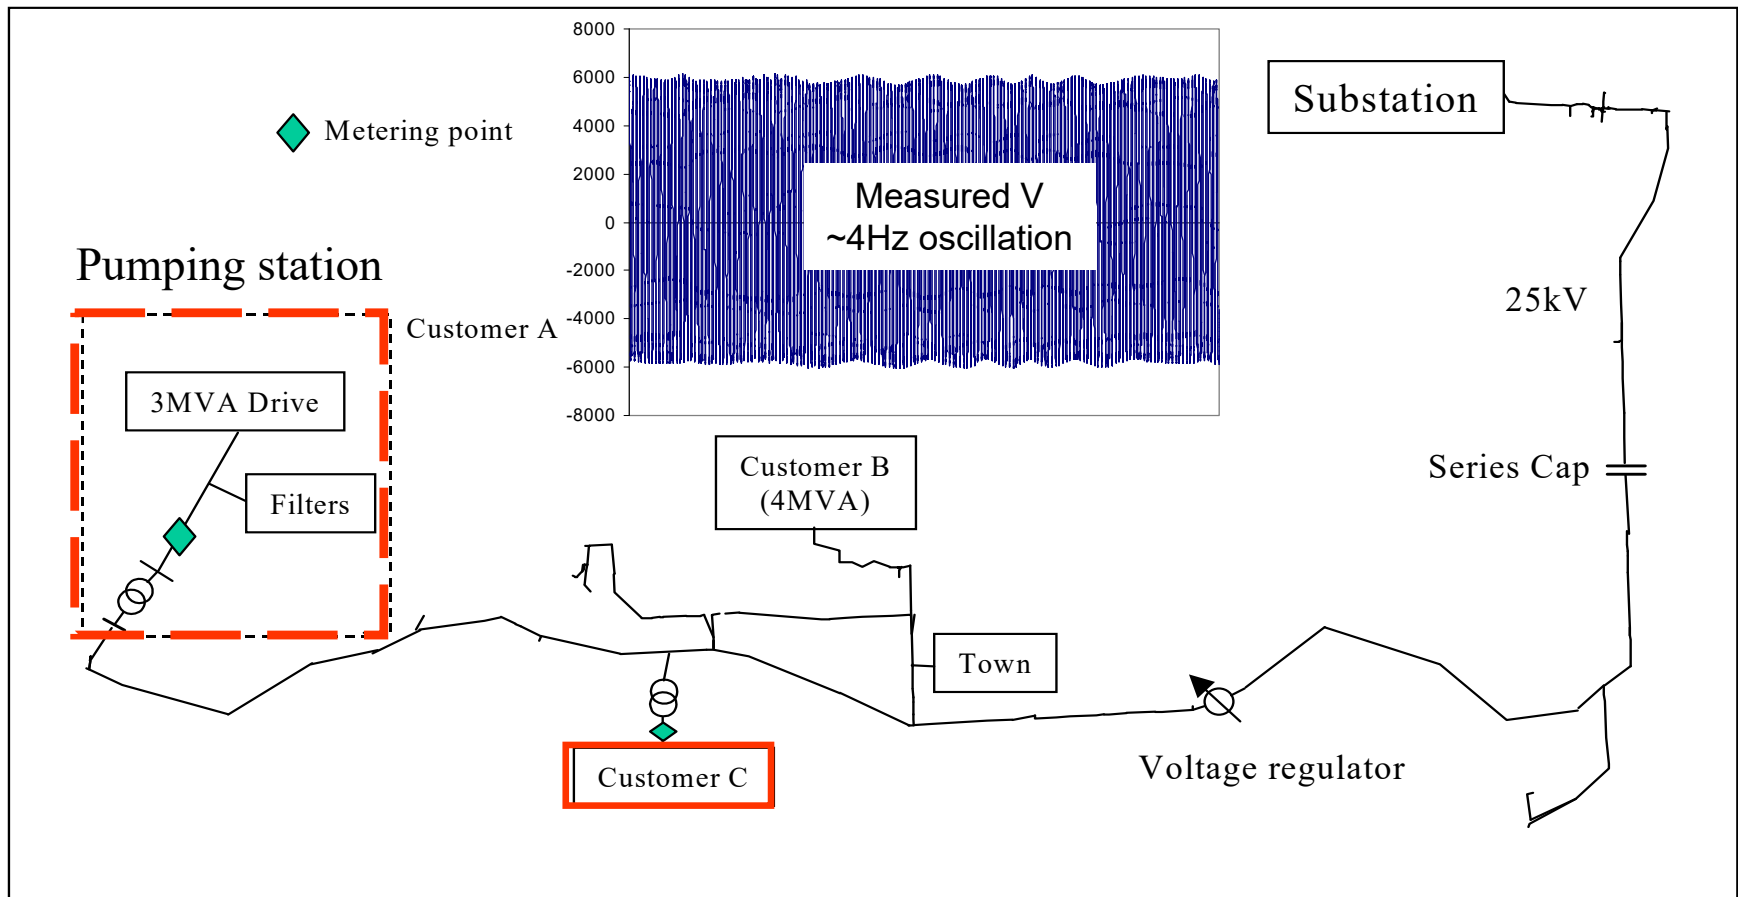 8000
6000
4000
2000
0
-2000
-4000
-6000
-8000
Measured V
~4Hz oscillation
Substation
Metering point
Pumping station
Customer A
25kV
3MVA Drive
Filters
Customer B
(4MVA)
Series Cap
Town
Voltage regulator
Customer C